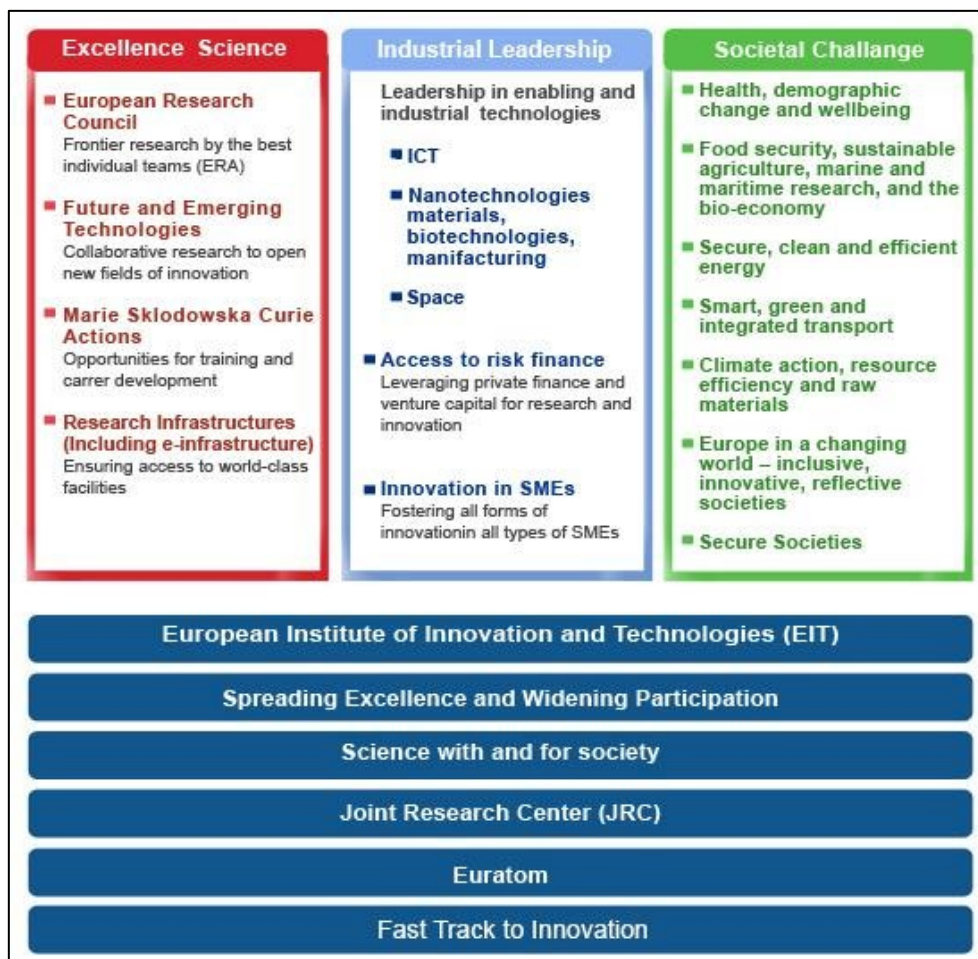 Excellence Science
European Research
Council
Frontier research by the best
individual teams (ERA)
Future and Emerging
Technologies
Collaborative research to open
new fields of innovation
Marie Sklodowska Curie
Actions
Opportunities for training and
carrer development
Research Infrastructures
(Including e-infrastructure)
Ensuring access to world-class
facilities
Industrial Leadership
Leadership in enabling and
industrial technologies
ICT
Nanotechnologies
materials,
biotechnologies,
manifacturing
Space
Access to risk finance
Leveraging private finance and
venture capital for research and
innovation
Innovation in SMEs
Fostering all forms of
innovationin all types of SMEs
Societal Challange
Health, demographic
change and wellbeing
Food security, sustainable
agriculture, marine and
maritime research, and the
bio-economy
Secure, clean and efficient
energy
Smart, green and
integrated transport
Climate action, resource
efficiency and raw
materials
Europe in a changing
world – inclusive,
innovative, reflective
societies
Secure Societies
European Institute of Innovation and Technologies (EIT)
Spreading Excellence and Widening Participation
Science with and for society
Joint Research Center (JRC)
Euratom
Fast Track to Innovation